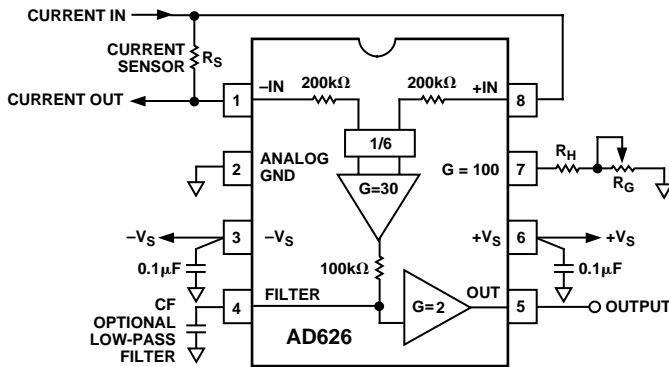 CURRENT IN
CURRENT
SENSOR
RS
CURRENT OUT
1
–IN
200kΩ
200kΩ
+IN
8
1/6
2
ANALOG
GND
G=30
G = 100
7
RH
RG
–VS
3
–VS
+VS
6
+VS
0.1µF
100kΩ
0.1µF
CF
OPTIONAL
LOW-PASS
FILTER
4
FILTER
G=2
OUT
5
OUTPUT
AD626